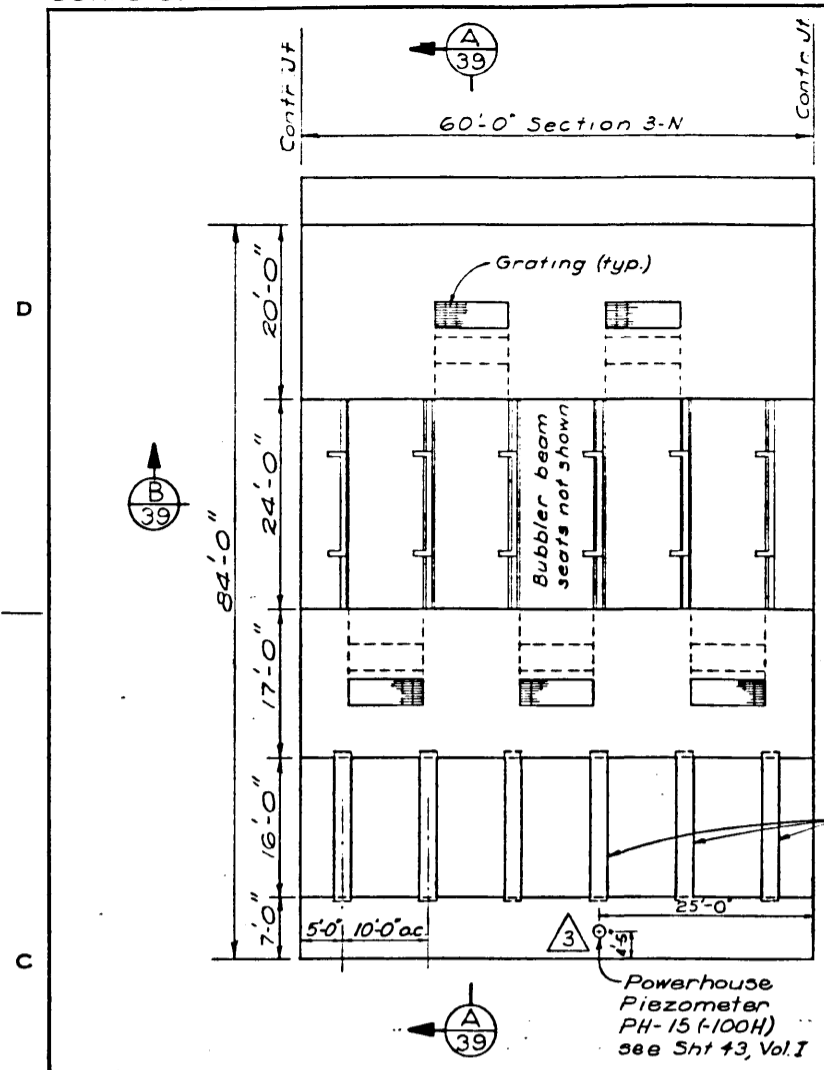 A
39
Contr. Jt
Contr. Jt
60'-0" Section 3-N
Grating (typ.)
D
20'-0"
24'-0"
Bubbler beam
seats not shown
B
39
84'-0"
17'-0"
16'-0"
7'-0"
5'-0"
10'-0" o.c.
25'-0"
3
4'-5"
C
Powerhouse
Piezometer
PH-15 (-100H)
see Sht 43, Vol. I
A
39